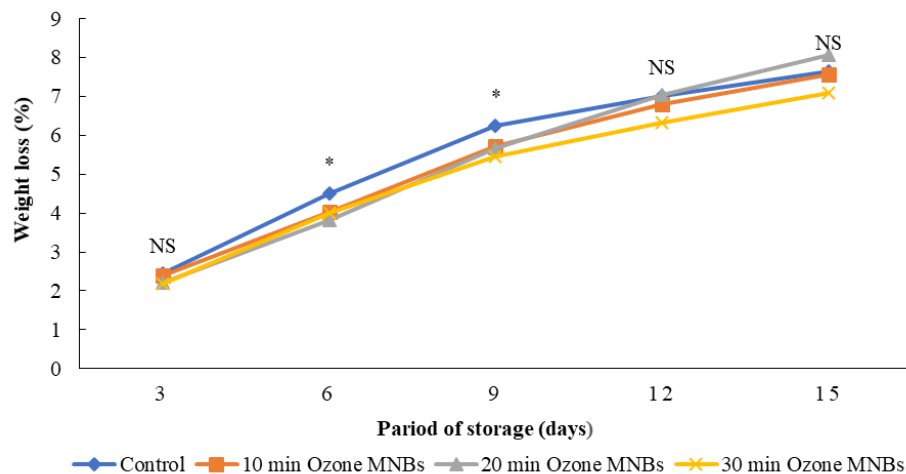 9
8
7
6
5
4
3
2
1
0
Weight loss (%)
NS
*
*
NS
NS
3 6 9 12 15
Pariod of storage (days)
Control 10 min Ozone MNBs 20 min Ozone MNBs 30 min Ozone MNBs